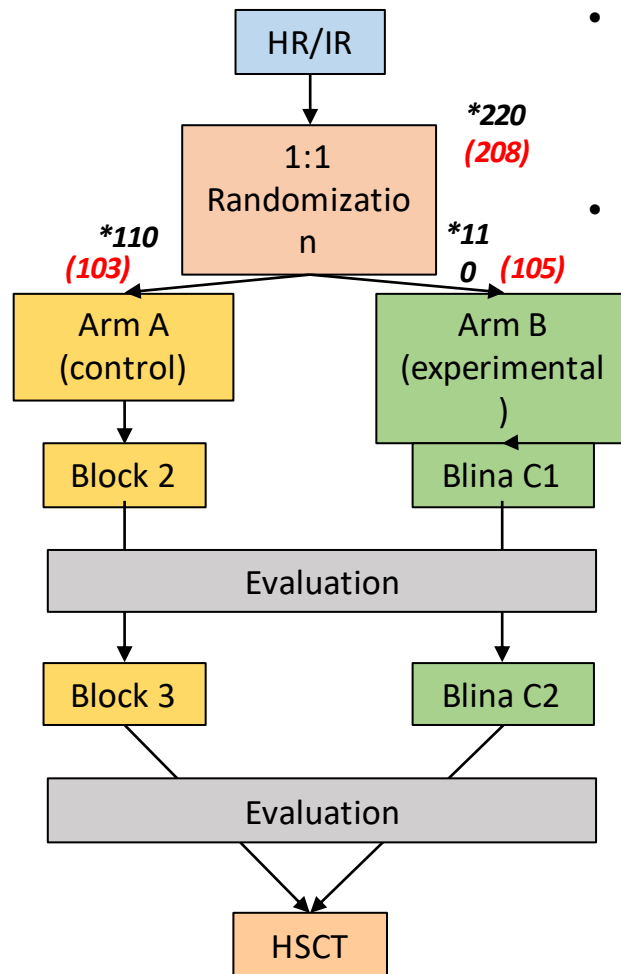 •
HR/IR
*220
(208)
1:1
Randomizatio
n
•
*110
(103)
*11
0 (105)
Arm A
(control)
Arm B
(experimental
)
Block 2
Blina C1
Evaluation
Block 3
Blina C2
Evaluation
HSCT